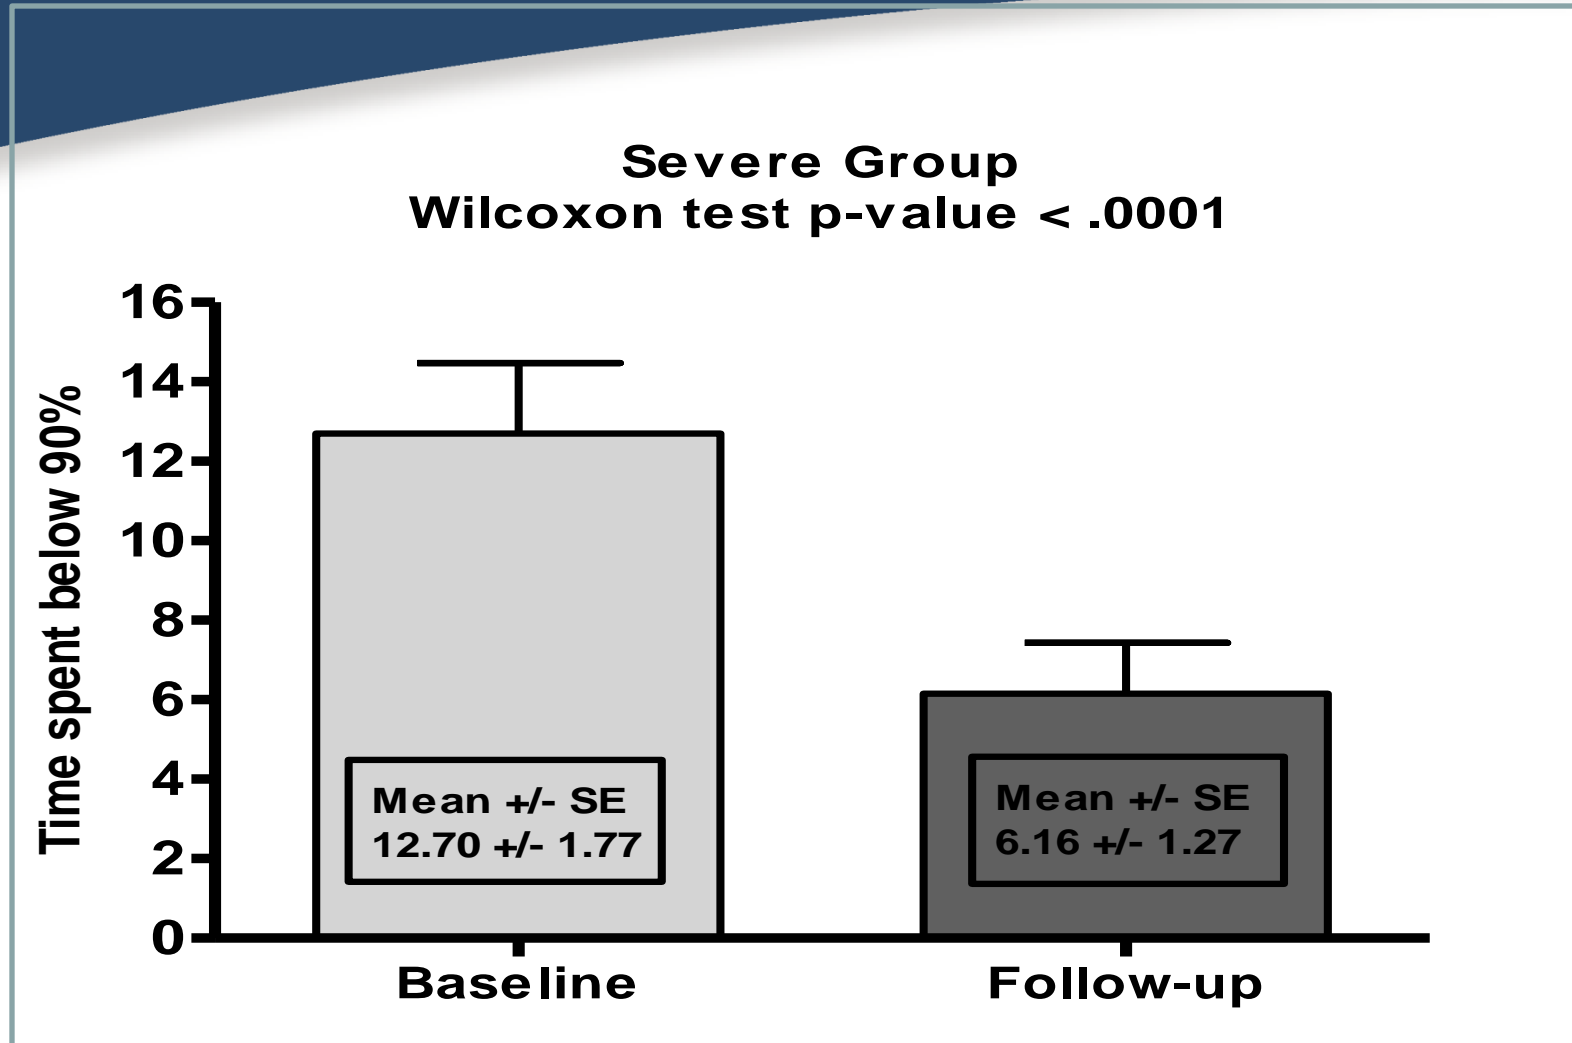 Severe Group
Wilcoxon test p-value < .0001
Time spent below 90%
16
14
12
10
8
6
4
2
0
Mean +/- SE
12.70 +/- 1.77
Mean +/- SE
6.16 +/- 1.27
Baseline
Follow-up